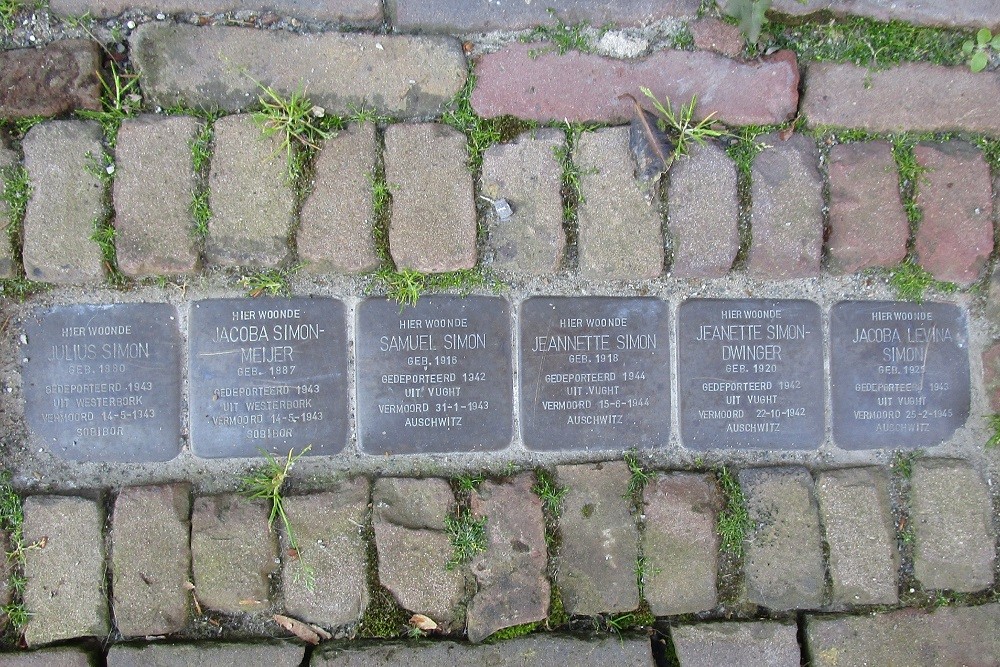 HIER WOONDE
JULIUS SIMON
GEB. 1880
GEDEPORTEERD 1943
UIT WESTERBORK
VERMOORD 14-5-1943
SOBIBOR
HIER WOONDE
JACOBA SIMON-
MEIJER
GEB. 1887
GEDEPORTEERD 1943
UIT WESTERBORK
VERMOORD 14-5-1943
SOBIBOR
HIER WOONDE
SAMUEL SIMON
GEB. 1916
GEDEPORTEERD 1942
UIT VUGHT
VERMOORD 31-1-1943
AUSCHWITZ
HIER WOONDE
JEANNETTE SIMON
GEB. 1918
GEDEPORTEERD 1944
UIT VUGHT
VERMOORD 15-6-1944
AUSCHWITZ
HIER WOONDE
JEANETTE SIMON-
DWINGER
GEB. 1920
GEDEPORTEERD 1942
UIT VUGHT
VERMOORD 22-10-1942
AUSCHWITZ
HIER WOONDE
JACOBA LEVINA
SIMON
GEB. 1925
GEDEPORTEERD 1943
UIT VUGHT
VERMOORD 25-2-1945
AUSCHWITZ